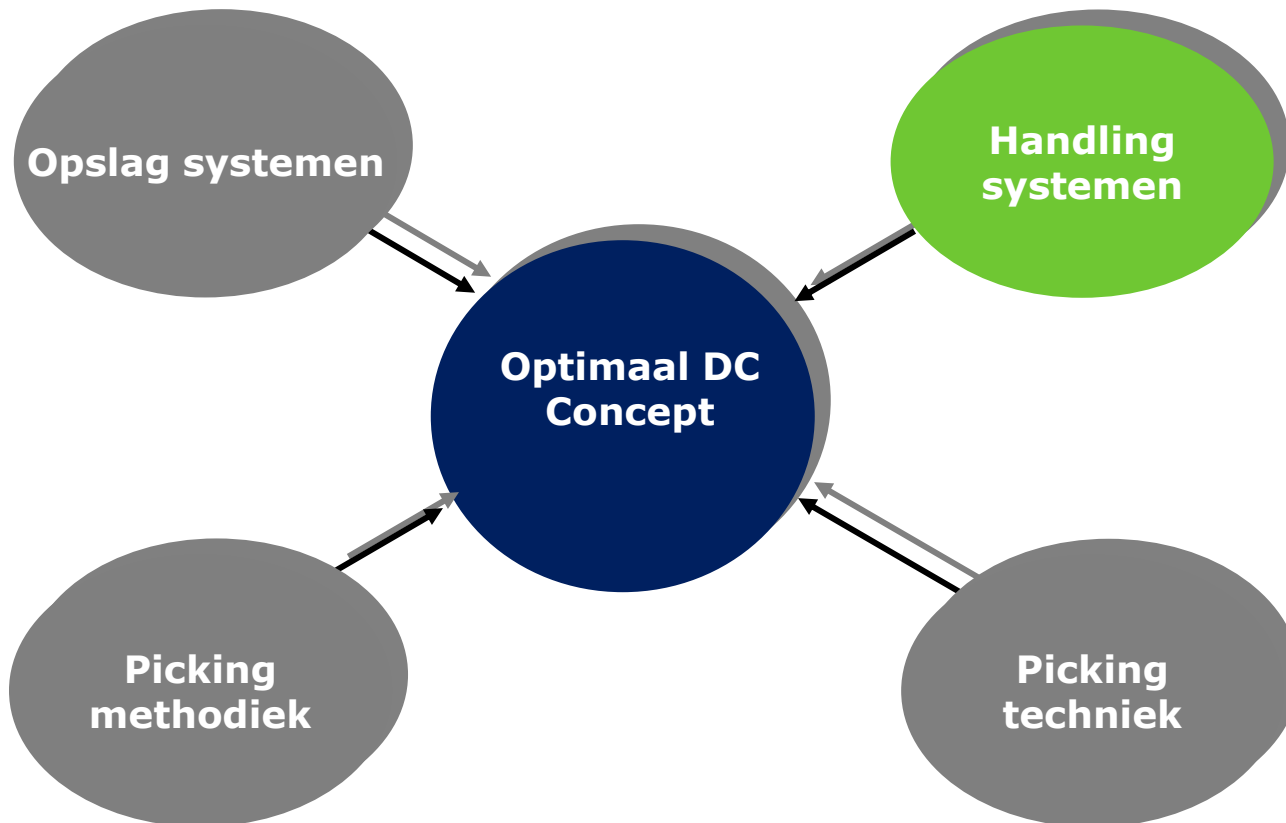 Opslag systemen
Handling
systemen
Optimaal DC
Concept
Picking
methodiek
Picking
techniek